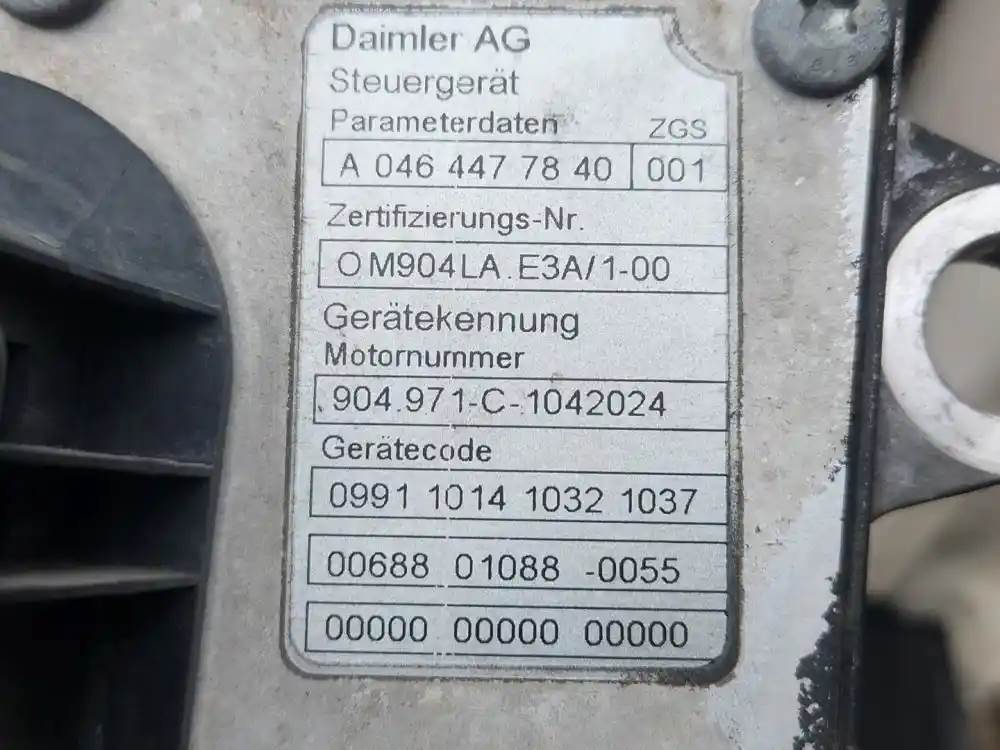 Daimler AG
Steuergerät
Parameterdaten ZGS
A 046 447 78 40 001
Zertifizierungs-Nr.
OM904LA.E3A/1-00
Gerätekennung
Motornummer
904.971-C-1042024
Gerätecode
0991 1014 1032 1037
00688 01088 -0055
00000 00000 00000